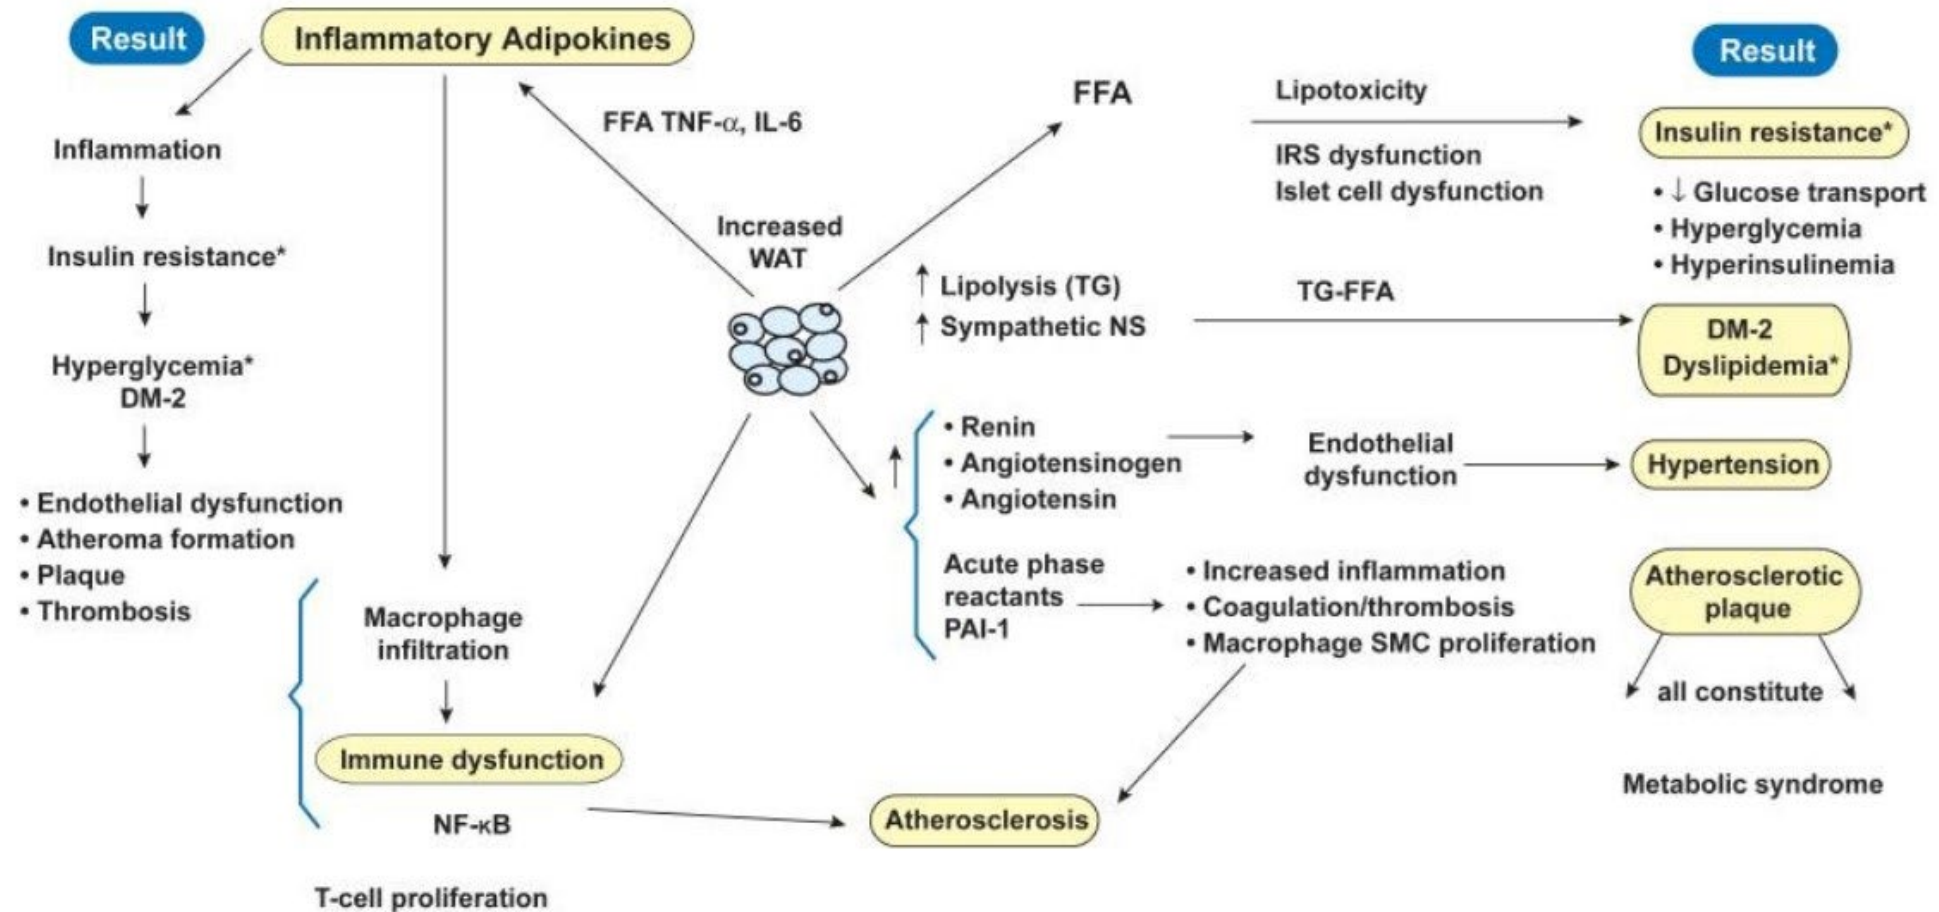 Result
Inflammatory Adipokines
Result
FFA
Lipotoxicity
FFA TNF-α, IL-6
Insulin resistance*
Inflammation
IRS dysfunction
Islet cell dysfunction
• ↓ Glucose transport
• Hyperglycemia
• Hyperinsulinemia
Increased
WAT
Insulin resistance*
↑ Lipolysis (TG)
↑ Sympathetic NS
TG-FFA
DM-2
Dyslipidemia*
Hyperglycemia*
DM-2
↑
• Renin
• Angiotensinogen
• Angiotensin
Endothelial
dysfunction
Hypertension
• Endothelial dysfunction
• Atheroma formation
• Plaque
• Thrombosis
Acute phase
reactants
PAI-1
• Increased inflammation
• Coagulation/thrombosis
• Macrophage SMC proliferation
Atherosclerotic
plaque
Macrophage
infiltration
all constitute
Immune dysfunction
Metabolic syndrome
NF-κB
Atherosclerosis
T-cell proliferation